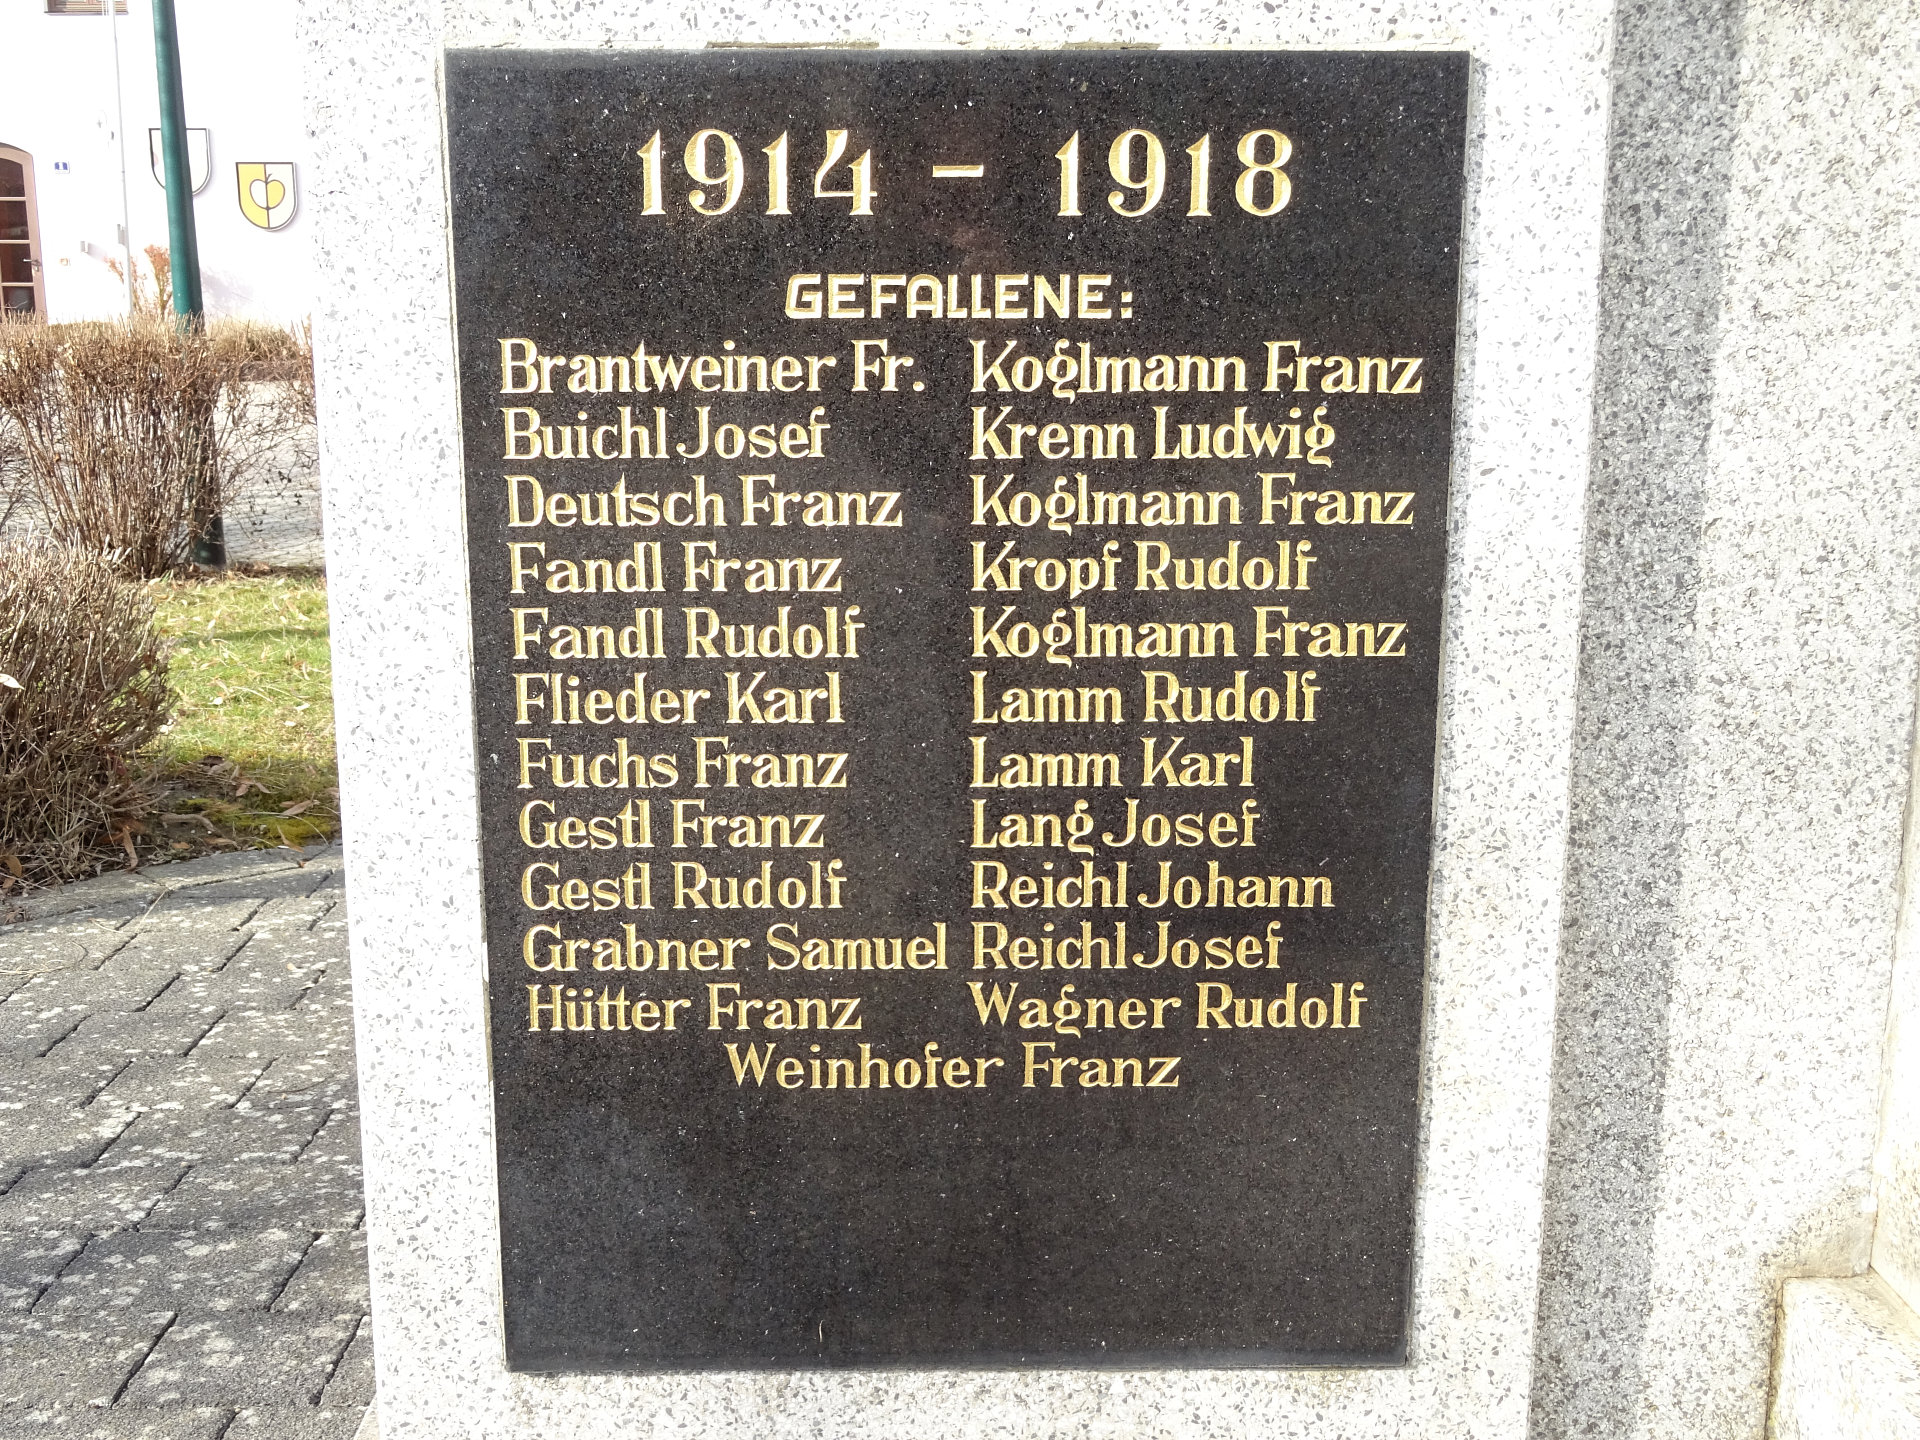 1914 – 1918
GEFALLENE:
Brantweiner Fr.
Buichl Josef
Deutsch Franz
Fandl Franz
Fandl Rudolf
Flieder Karl
Fuchs Franz
Gestl Franz
Gestl Rudolf
Grabner Samuel
Hütter Franz
Koglmann Franz
Krenn Ludwig
Koglmann Franz
Kropf Rudolf
Koglmann Franz
Lamm Rudolf
Lamm Karl
Lang Josef
Reichl Johann
Reichl Josef
Wagner Rudolf
Weinhofer Franz